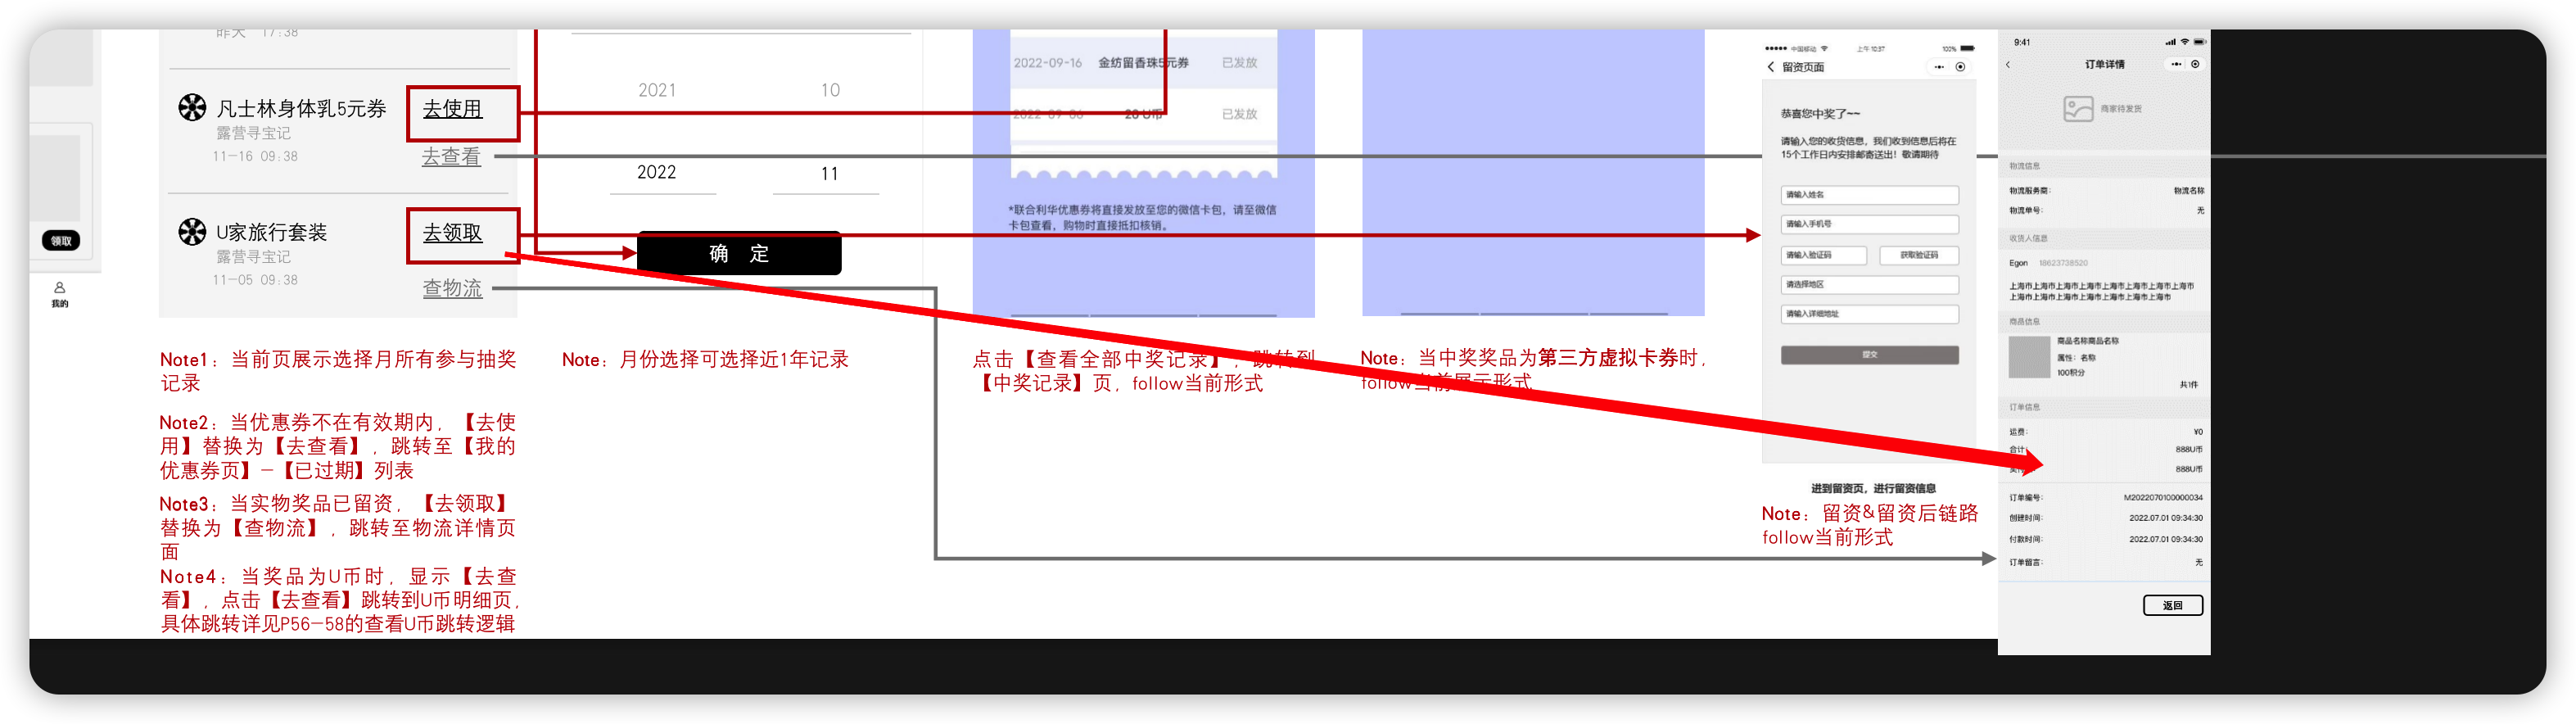 昨天 17:38
凡士林身体乳5元券
去使用
露营寻宝记
11-16 09:38
去查看
U家旅行套装
去领取
露营寻宝记
11-05 09:38
查物流
领取
我的
2021 10
2022 11
确 定
2022-09-16 金纺留香珠5元券 已发放
2022-09-06 28 U币 已发放
*联合利华优惠券将直接发放至您的微信卡包，请至微信
卡包查看，购物时直接抵扣核销。
Note1：当前页展示选择月所有参与抽奖
记录
Note2：当优惠券不在有效期内，【去使
用】替换为【去查看】，跳转至【我的
优惠券页】-【已过期】列表
Note3：当实物奖品已留资，【去领取】
替换为【查物流】，跳转至物流详情页
面
Note4：当奖品为U币时，显示【去查
看】，点击【去查看】跳转到U币明细页，
具体跳转详见P56-58的查看U币跳转逻辑
Note：月份选择可选择近1年记录
点击【查看全部中奖记录】，跳转到
【中奖记录】页，follow当前形式
Note：当中奖奖品为第三方虚拟卡券时，
follow当前展示形式
中国移动 上午10:37 100%
留资页面
恭喜您中奖了~~
请输入您的收货信息，我们收到信息后将在
15个工作日内安排邮寄送出！敬请期待
请输入姓名
请输入手机号
请输入验证码 获取验证码
请选择地区
请输入详细地址
提交
进到留资页，进行留资信息
Note：留资&留资后链路
follow当前形式
9:41
订单详情
商家待发货
物流信息
物流服务商： 物流名称
物流单号： 无
收货人信息
Egon 18623738520
上海市上海市上海市上海市上海市上海市上海市上海市
上海市上海市上海市上海市上海市上海市上海市
商品信息
商品名称商品名称
属性：名称
100积分
共1件
订单信息
运费： ¥0
合计： 888U币
888U币
订单编号： M2022070100000034
创建时间： 2022.07.01 09:34:30
付款时间： 2022.07.01 09:34:30
订单留言： 无
返回